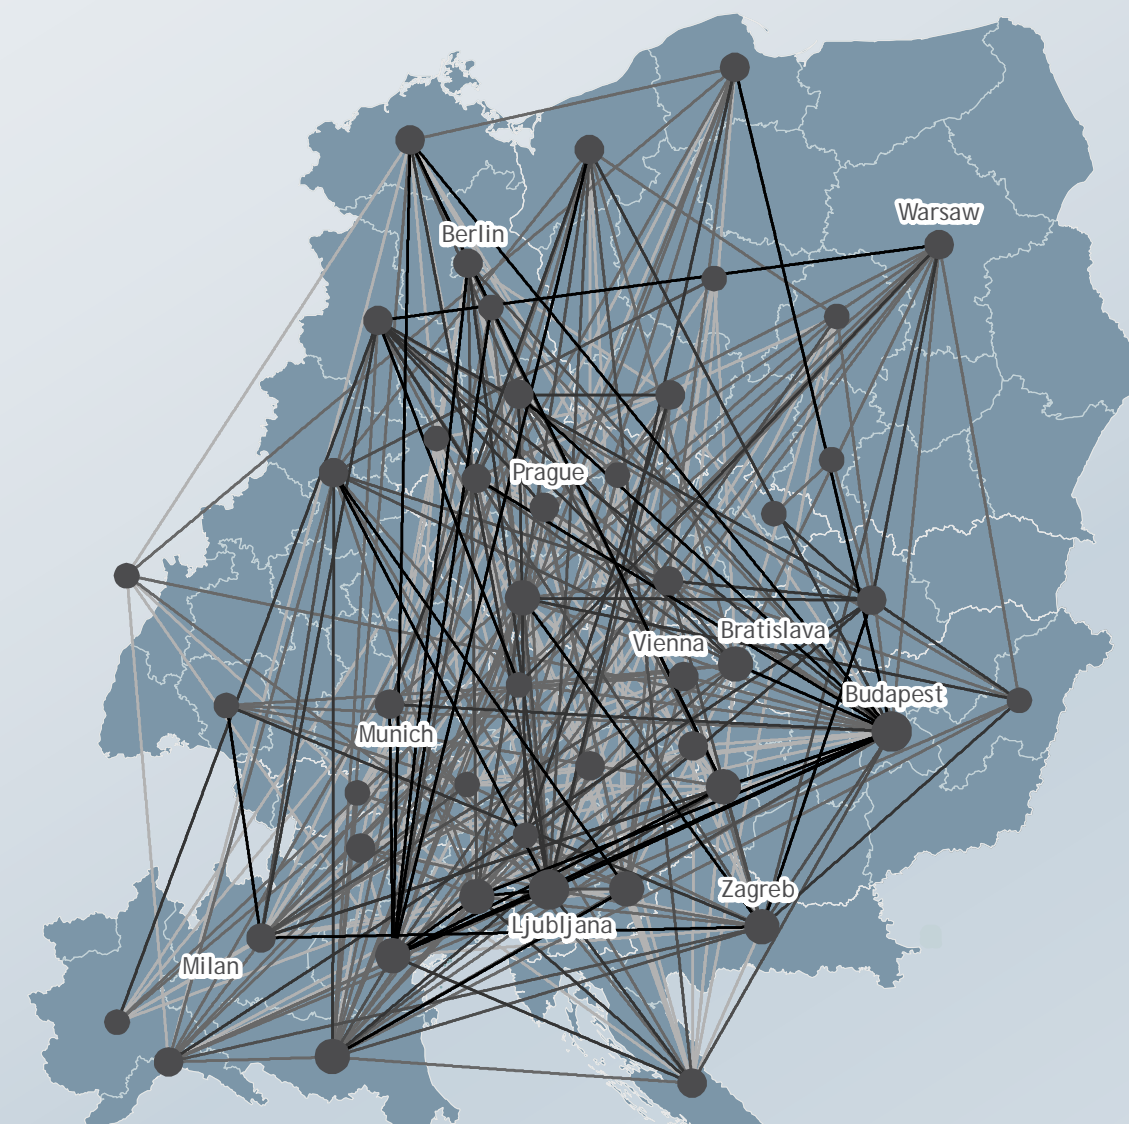 Warsaw
Berlin
Prague
Bratislava
Vienna
Budapest
Munich
Zagreb
Ljubljana
Milan